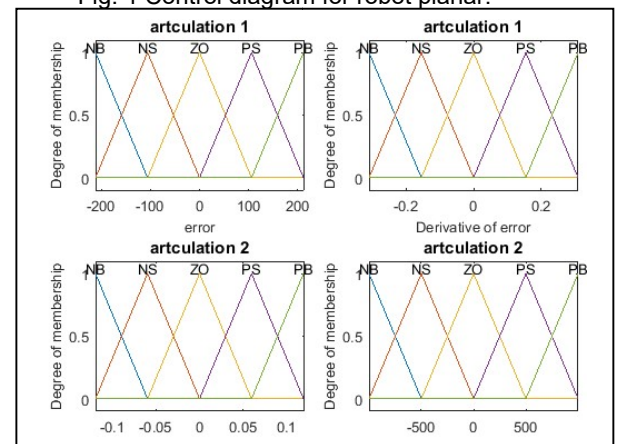 Fig. 4 Control diagram for robot planar.
artculation 1
artculation 1
NB NS ZO PS PB
NB NS ZO PS PB
Degree of membership
1
0.5
0
Degree of membership
1
0.5
0
-200 -100 0 100 200
-0.2 0 0.2
error
Derivative of error
artculation 2
artculation 2
NB NS ZO PS PB
NB NS ZO PS PB
Degree of membership
1
0.5
0
Degree of membership
1
0.5
0
-0.1 -0.05 0 0.05 0.1
-500 0 500